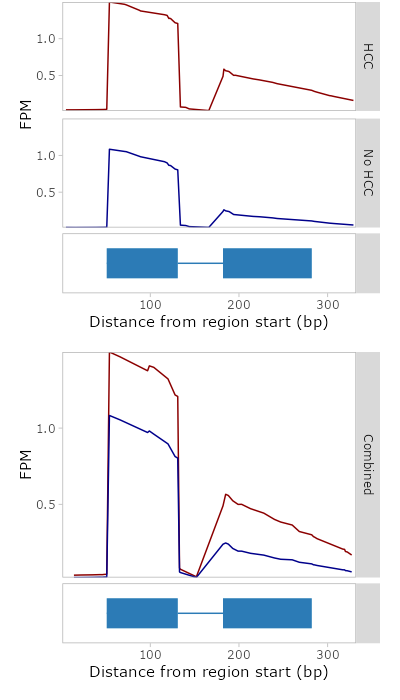 1.0
0.5
HCC
FPM
1.0
0.5
No HCC
100 200 300
Distance from region start (bp)
1.0
0.5
FPM
Combined
100 200 300
Distance from region start (bp)